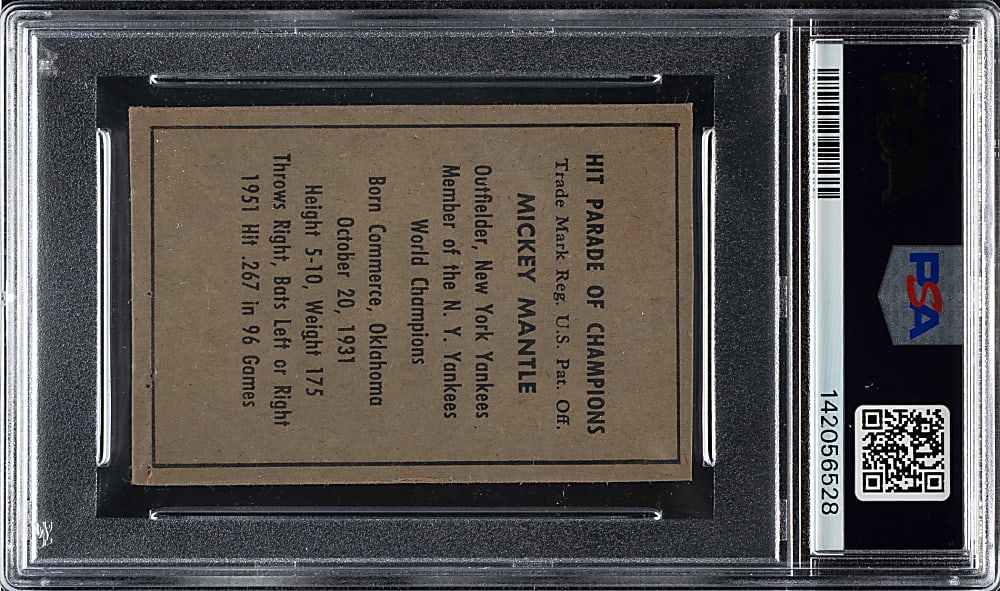 PSA
142056528
HIT PARADE OF CHAMPIONS
Trade Mark Reg. U.S. Pat. Off.
MICKEY MANTLE
Outfielder, New York Yankees
Member of the N. Y. Yankees
World Champions
Born Commerce, Oklahoma
October 20, 1931
Height 5-10, Weight 175
Throws Right, Bats Left or Right
1951 Hit .267 in 96 Games